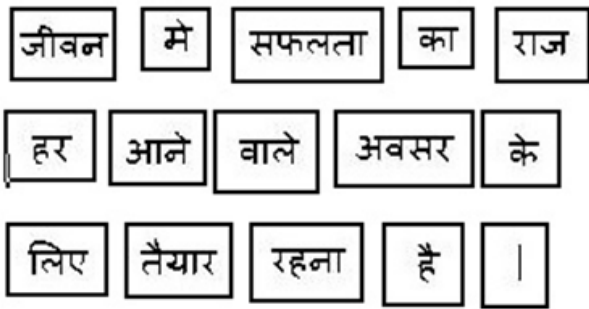 जीवन मे सफलता का राज
हर आने वाले अवसर के
लिए तैयार रहना है ।